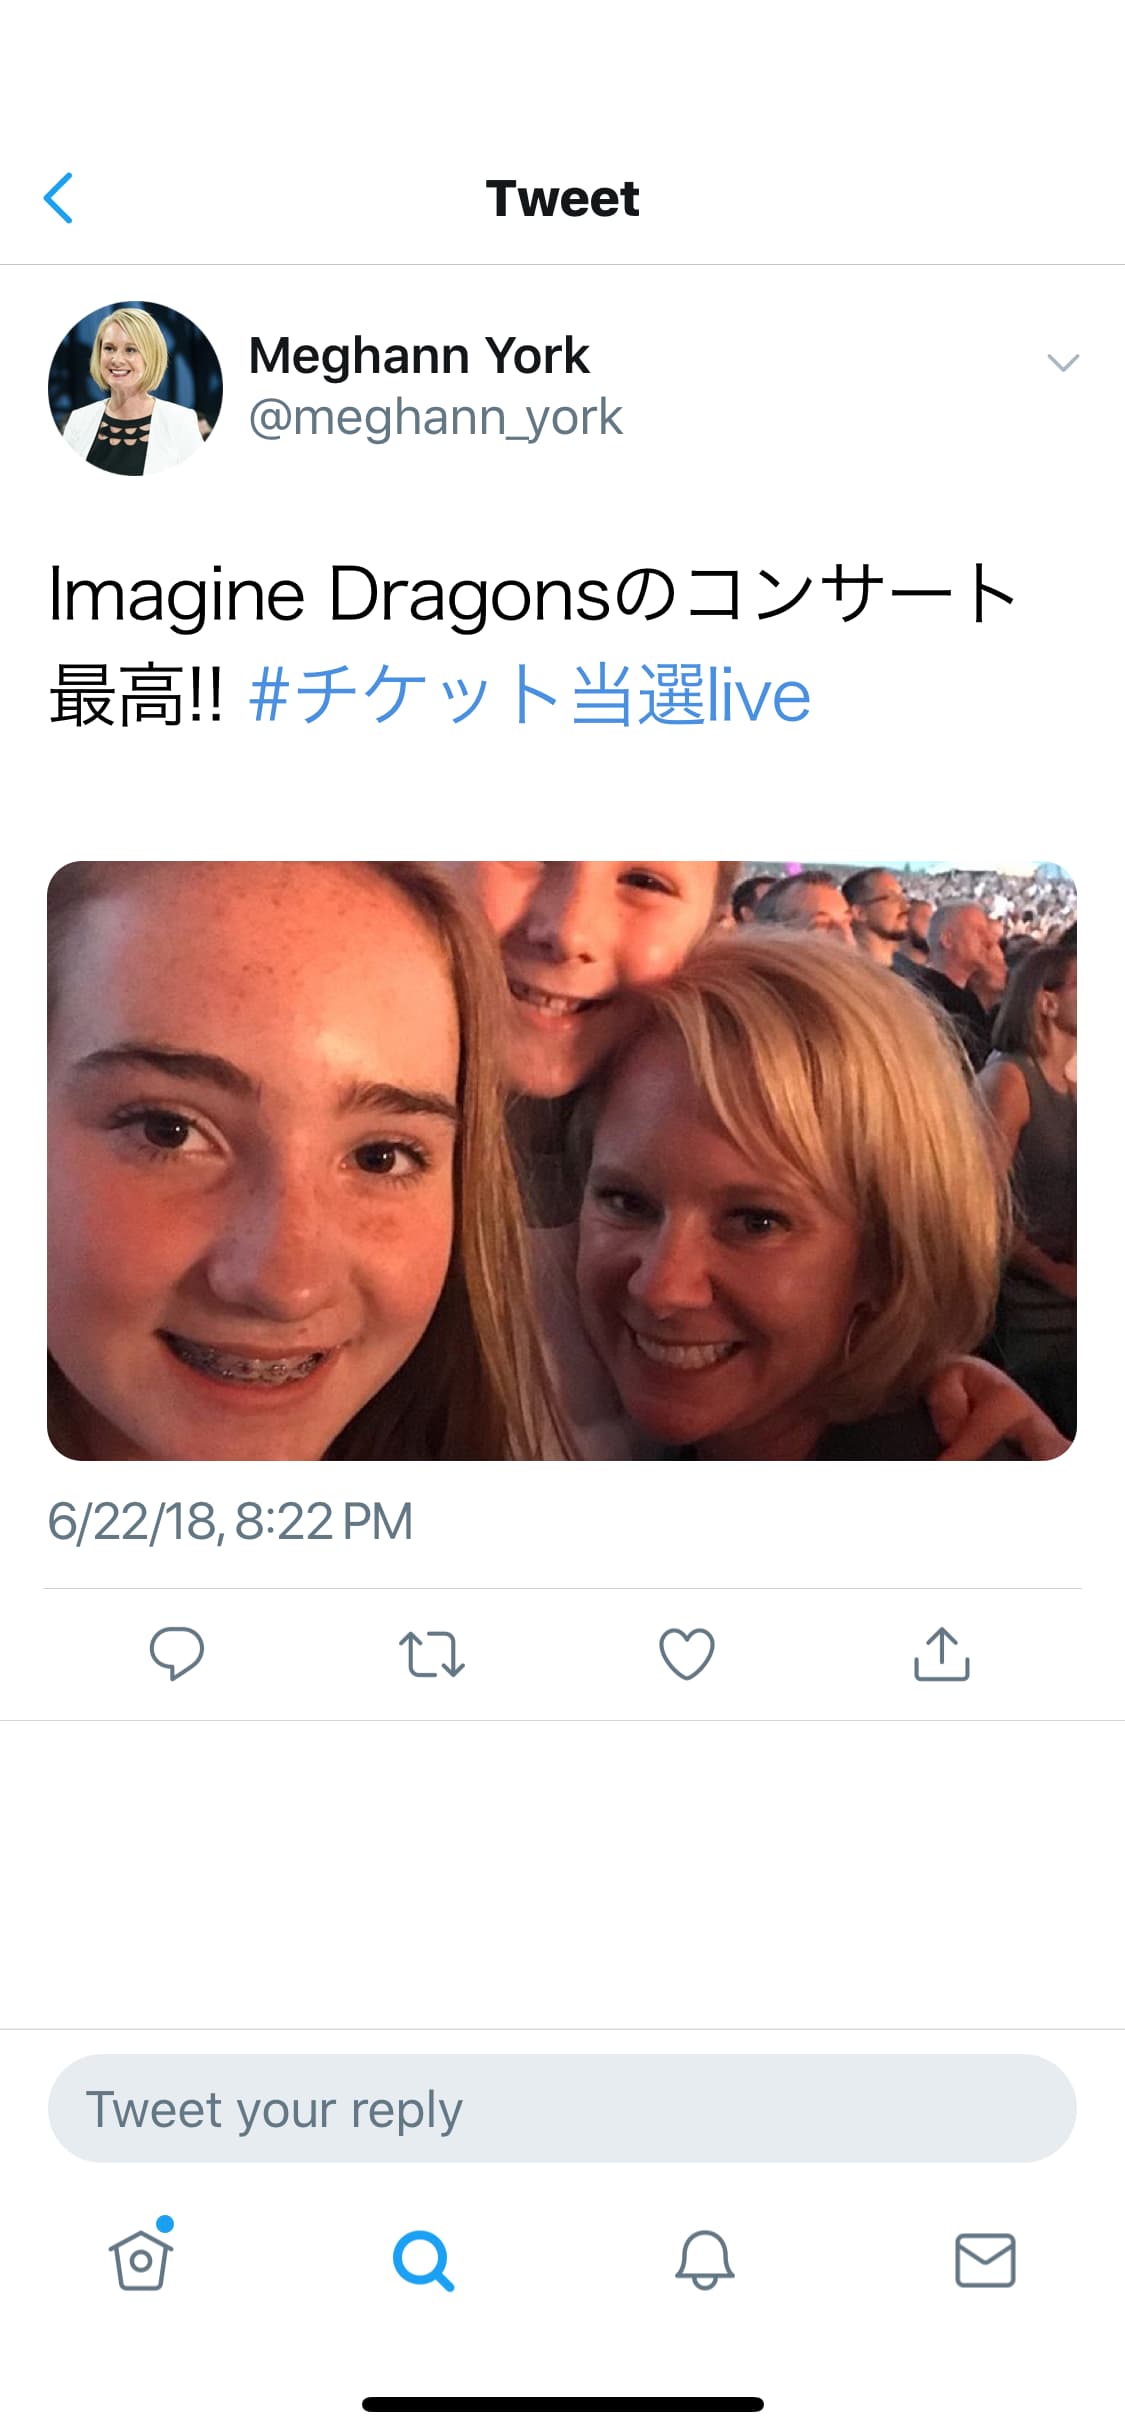 Tweet
Meghann York
@meghann_york
Imagine Dragonsのコンサート
最高!! #チケット当選live
6/22/18, 8:22 PM
Tweet your reply